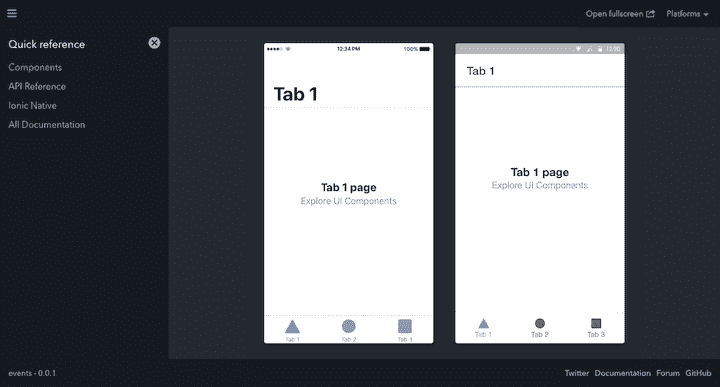 Open fullscreen
Platforms
Quick reference
Components
API Reference
Ionic Native
All Documentation
12:34 PM
100%
Tab 1
Tab 1 page
Explore UI Components
Tab 1
Tab 2
Tab 3
Tab 1
Tab 1 page
Explore UI Components
Tab 1
Tab 2
Tab 3
events - 0.0.1
Twitter
Documentation
Forum
GitHub